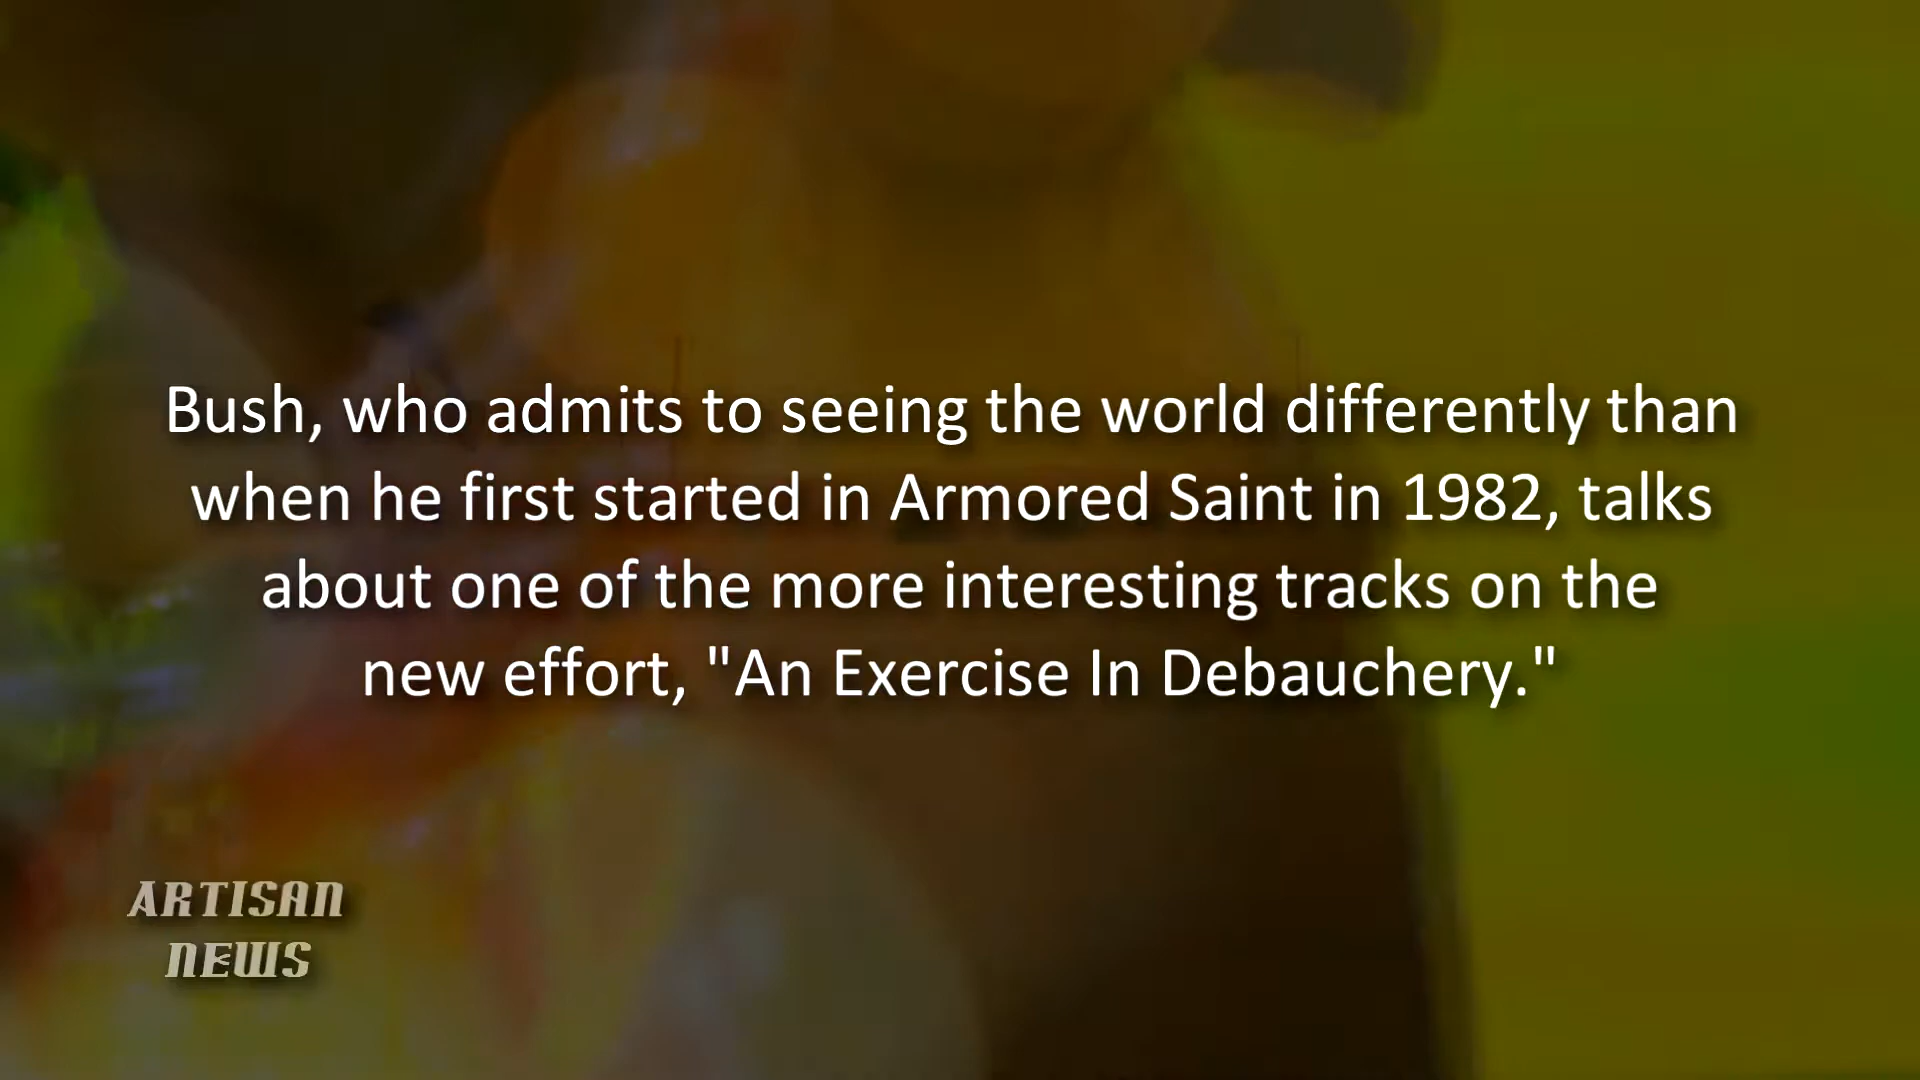 Bush, who admits to seeing the world differently than
when he first started in Armored Saint in 1982, talks
about one of the more interesting tracks on the
new effort, "An Exercise In Debauchery."
ARTISAN
NEWS